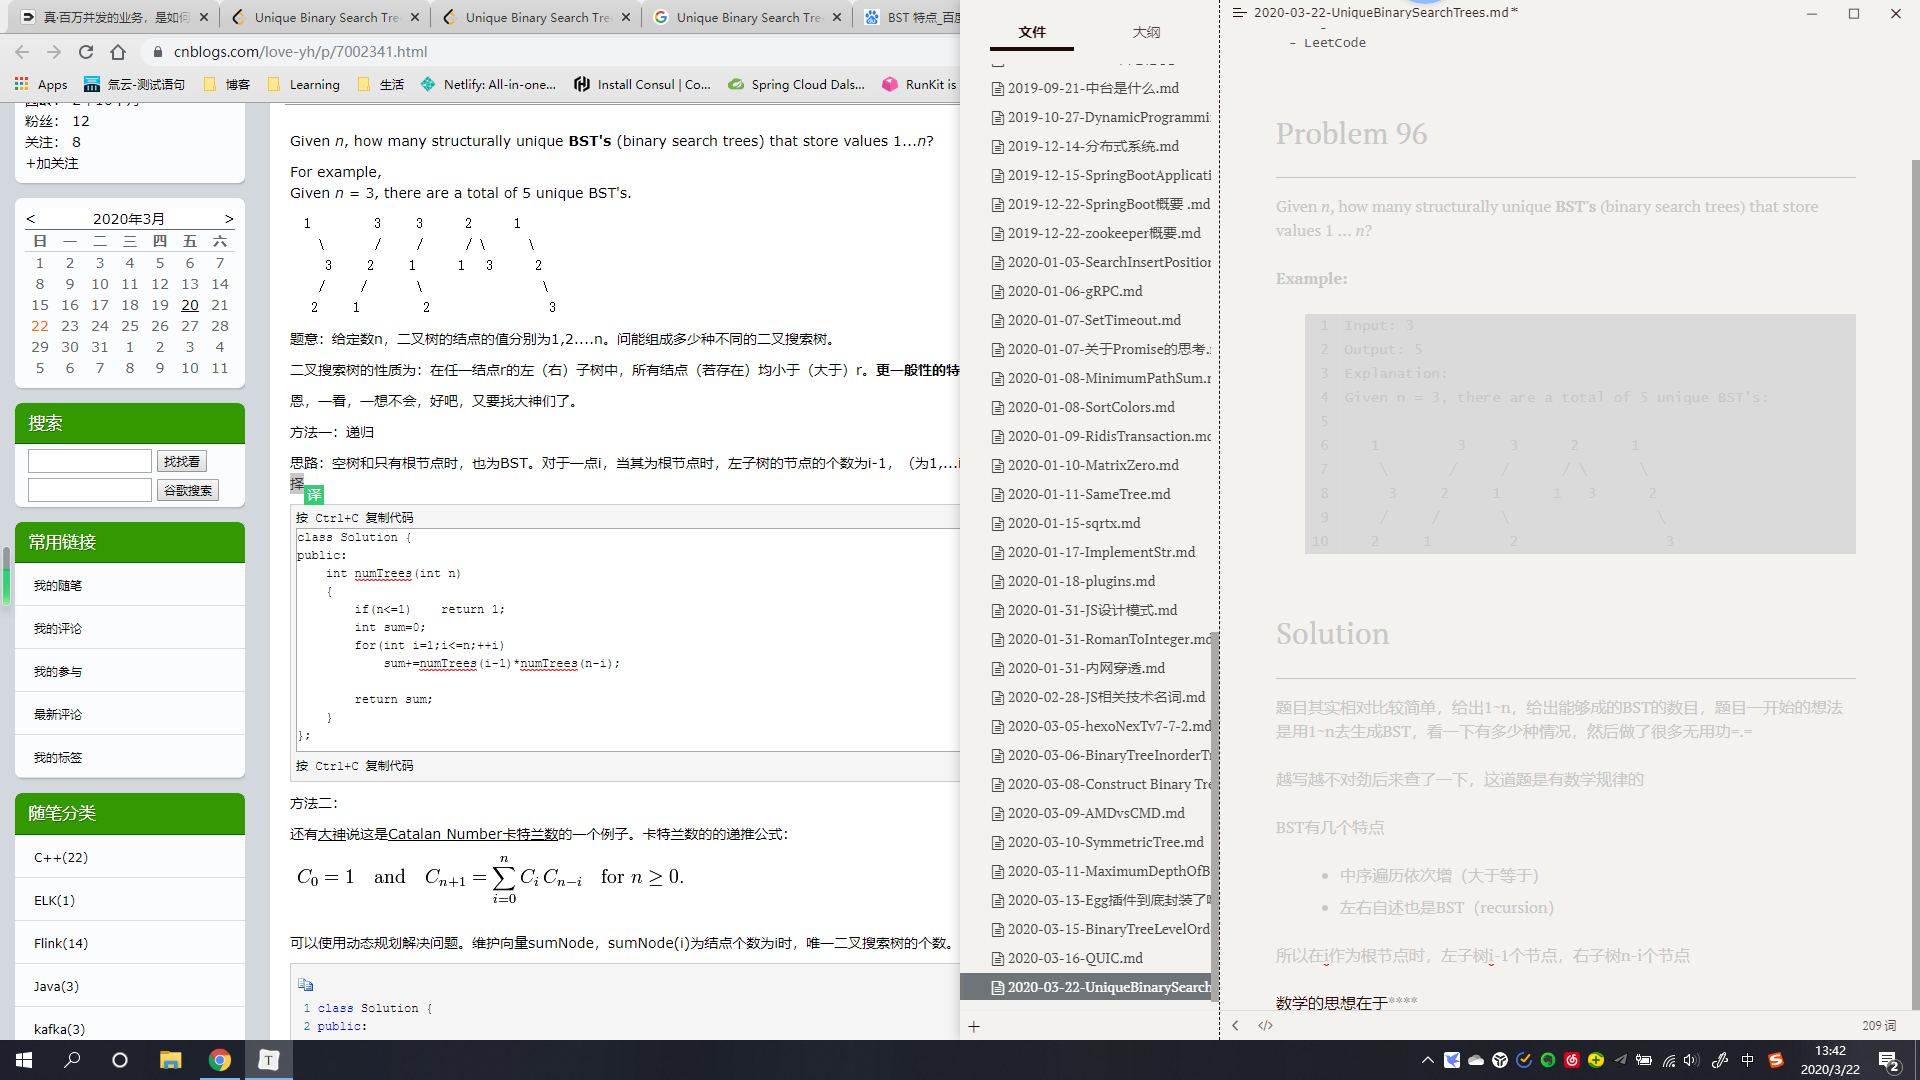 真·百万并发的业务，是如何
Unique Binary Search Tre
Unique Binary Search Tre
Unique Binary Search Tre
BST 特点_百度
cnblogs.com/love-yh/p/7002341.html
Apps
氚云-测试语句
博客
Learning
生活
Netlify: All-in-one...
Install Consul | Co...
Spring Cloud Dals...
RunKit is
粉丝： 12
关注： 8
+加关注
< 2020年3月 >
日 一 二 三 四 五 六
1 2 3 4 5 6 7
8 9 10 11 12 13 14
15 16 17 18 19 20 21
22 23 24 25 26 27 28
29 30 31 1 2 3 4
5 6 7 8 9 10 11
搜索
找找看
谷歌搜索
常用链接
我的随笔
我的评论
我的参与
最新评论
我的标签
随笔分类
C++(22)
ELK(1)
Flink(14)
Java(3)
kafka(3)
Given n, how many structurally unique BST's (binary search trees) that store values 1...n?
For example,
Given n = 3, there are a total of 5 unique BST's.
1 3 3 2 1
\ / / / \ \
3 2 1 1 3 2
/ / \ \
2 1 2 3
题意：给定数n，二叉树的结点的值分别为1,2....n。问能组成多少种不同的二叉搜索树。
二叉搜索树的性质为：在任一结点r的左（右）子树中，所有结点（若存在）均小于（大于）r。更一般性的特
恩，一看，一想不会，好吧，又要找大神们了。
方法一：递归
思路：空树和只有根节点时，也为BST。对于一点i，当其为根节点时，左子树的节点的个数为i-1，（为1,...i
择
译
按 Ctrl+C 复制代码
class Solution {
public:
int numTrees(int n)
{
if(n<=1) return 1;
int sum=0;
for(int i=1;i<=n;++i)
sum+=numTrees(i-1)*numTrees(n-i);
return sum;
}
};
按 Ctrl+C 复制代码
方法二：
还有大神说这是Catalan Number卡特兰数的一个例子。卡特兰数的的递推公式：
C₀ = 1 and Cₙ₊₁ = ∑ᵢ₌₀ⁿ Cᵢ Cₙ₋ᵢ for n ≥ 0.
可以使用动态规划解决问题。维护向量sumNode，sumNode(i)为结点个数为i时，唯一二叉搜索树的个数。
1 class Solution {
2 public:
文件 大纲
2019-09-21-中台是什么.md
2019-10-27-DynamicProgrammi
2019-12-14-分布式系统.md
2019-12-15-SpringBootApplicati
2019-12-22-SpringBoot概要 .md
2019-12-22-zookeeper概要.md
2020-01-03-SearchInsertPosition
2020-01-06-gRPC.md
2020-01-07-SetTimeout.md
2020-01-07-关于Promise的思考.
2020-01-08-MinimumPathSum.r
2020-01-08-SortColors.md
2020-01-09-RidisTransaction.md
2020-01-10-MatrixZero.md
2020-01-11-SameTree.md
2020-01-15-sqrtx.md
2020-01-17-ImplementStr.md
2020-01-18-plugins.md
2020-01-31-JS设计模式.md
2020-01-31-RomanToInteger.md
2020-01-31-内网穿透.md
2020-02-28-JS相关技术名词.md
2020-03-05-hexoNexTv7-7-2.md
2020-03-06-BinaryTreeInorderTr
2020-03-08-Construct Binary Tre
2020-03-09-AMDvsCMD.md
2020-03-10-SymmetricTree.md
2020-03-11-MaximumDepthOfB
2020-03-13-Egg插件到底封装了
2020-03-15-BinaryTreeLevelOrd
2020-03-16-QUIC.md
2020-03-22-UniqueBinarySearch
+
2020-03-22-UniqueBinarySearchTrees.md*
- LeetCode
Problem 96
Given n, how many structurally unique BST's (binary search trees) that store
values 1 ... n?
Example:
1 Input: 3
2 Output: 5
3 Explanation:
4 Given n = 3, there are a total of 5 unique BST's:
5
6 1 3 3 2 1
7 \ / / / \ \
8 3 2 1 1 3 2
9 / / \ \
10 2 1 2 3
Solution
题目其实相对比较简单，给出1~n，给出能够成的BST的数目，题目一开始的想法
是用1~n去生成BST，看一下有多少种情况，然后做了很多无用功=.=
越写越不对劲后来查了一下，这道题是有数学规律的
BST有几个特点
• 中序遍历依次增（大于等于）
• 左右自述也是BST（recursion）
所以在i作为根节点时，左子树i-1个节点，右子树n-i个节点
数学的思想在于****
209 词
中
13:42
2020/3/22
2